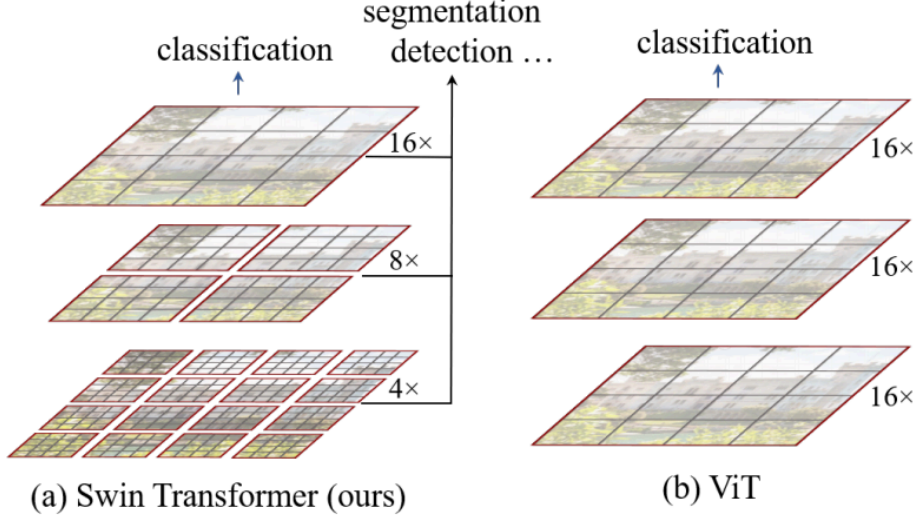 segmentation
classification
detection ...
16×
8×
4×
(a) Swin Transformer (ours)
classification
16×
16×
16×
(b) ViT